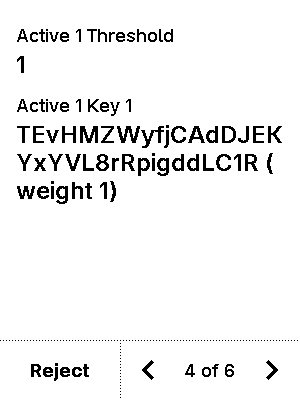 Active 1 Threshold
1
Active 1 Key 1
TEvHMZWyfjCAdDJEK
YxYVL8rRpigddLC1R (
weight 1)
Reject
4 of 6